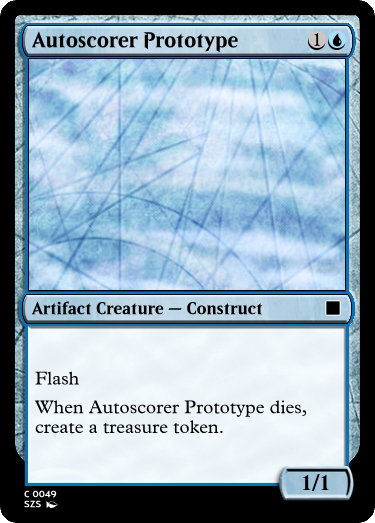 Autoscorer Prototype 1
Artifact Creature — Construct
Flash
When Autoscorer Prototype dies,
create a treasure token.
1/1
C 0049
SZS